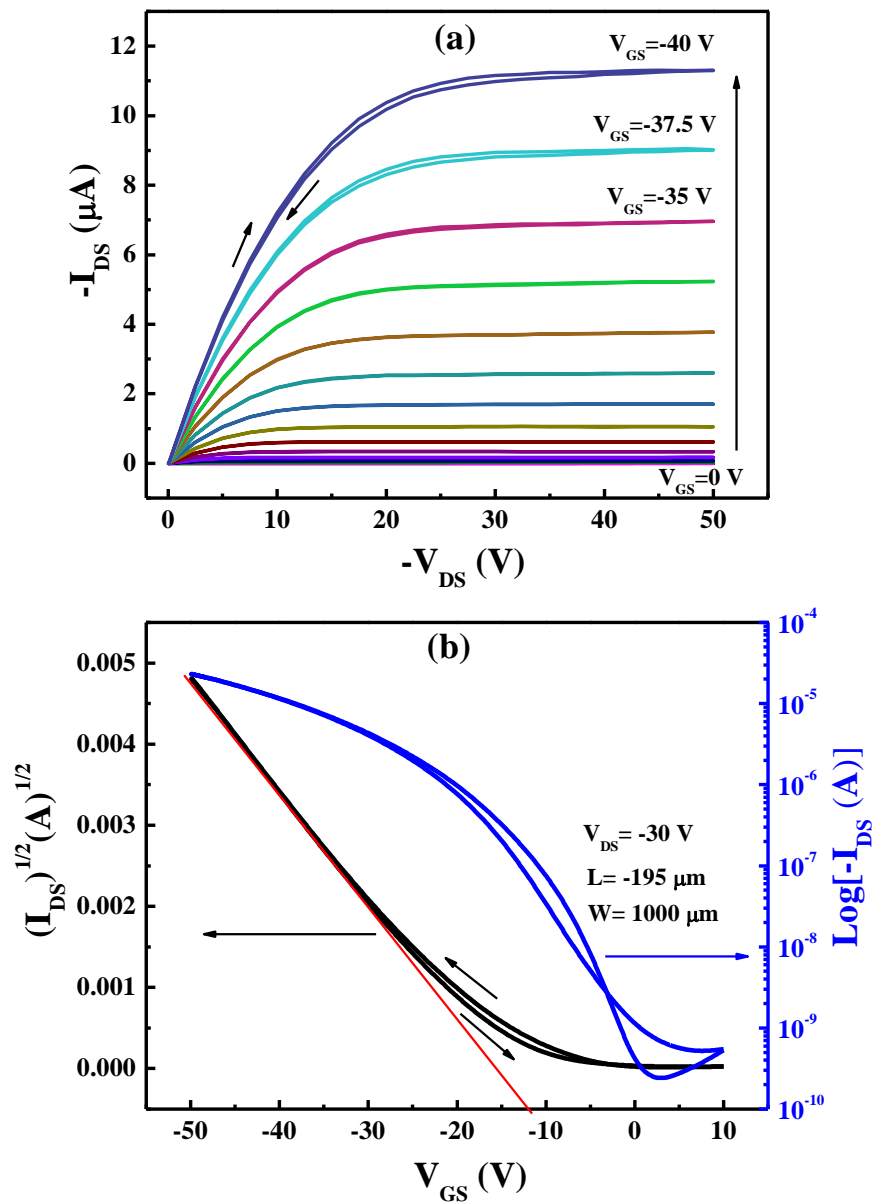 (a)
V_GS=-40 V
V_GS=-37.5 V
V_GS=-35 V
V_GS=0 V
12
10
8
6
4
2
0
-I_DS (μA)
0 10 20 30 40 50
-V_DS (V)
(b)
0.005
0.004
0.003
0.002
0.001
0.000
(I_DS)^1/2(A)^1/2
V_DS= -30 V
L= -195 μm
W= 1000 μm
10^-4
10^-5
10^-6
10^-7
10^-8
10^-9
10^-10
Log[-I_DS (A)]
-50 -40 -30 -20 -10 0 10
V_GS (V)